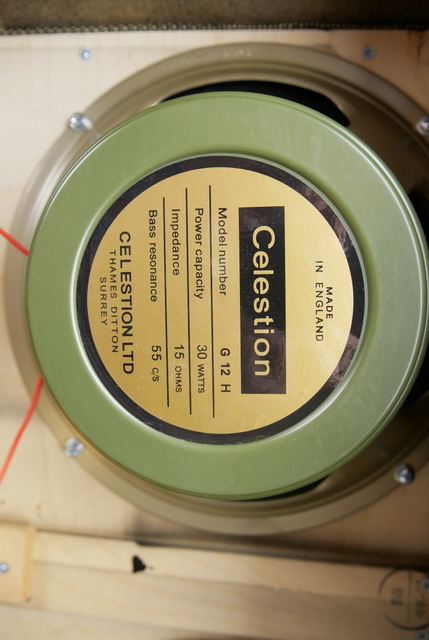 MADE
IN ENGLAND
Celestion
Model number G 12 H
Power capacity 30 WATTS
Impedance 15 OHMS
Bass resonance 55 C/S
CELESTION LTD
THAMES DITTON
SURREY